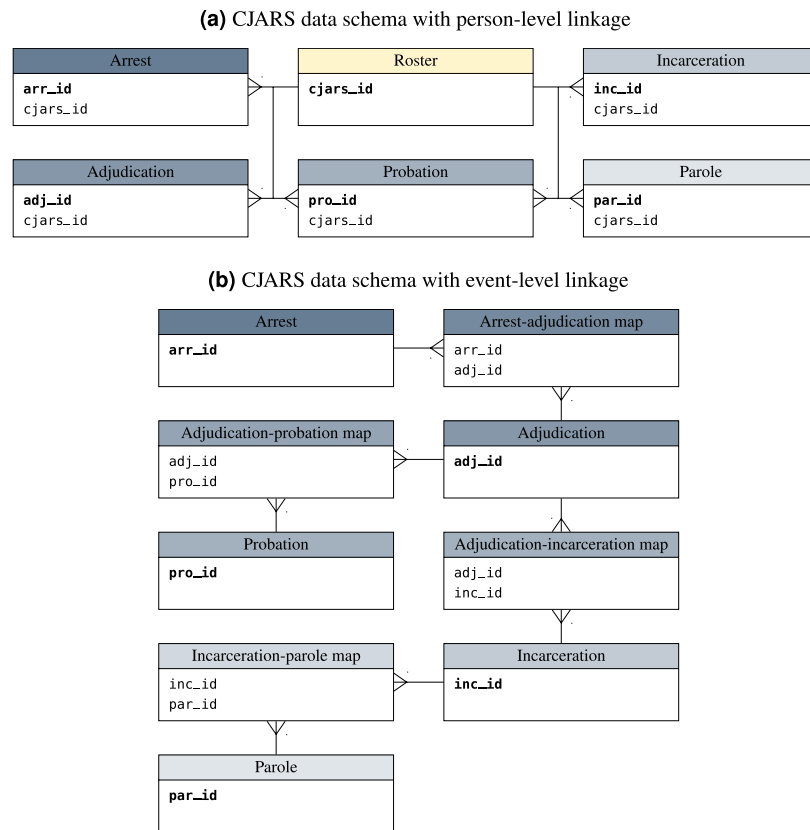 (a) CJARS data schema with person-level linkage
Arrest
arr_id
cjars_id
Roster
cjars_id
Incarceration
inc_id
cjars_id
Adjudication
adj_id
cjars_id
Probation
pro_id
cjars_id
Parole
par_id
cjars_id
(b) CJARS data schema with event-level linkage
Arrest
arr_id
Arrest-adjudication map
arr_id
adj_id
Adjudication-probation map
adj_id
pro_id
Adjudication
adj_id
Probation
pro_id
Adjudication-incarceration map
adj_id
inc_id
Incarceration-parole map
inc_id
par_id
Incarceration
inc_id
Parole
par_id